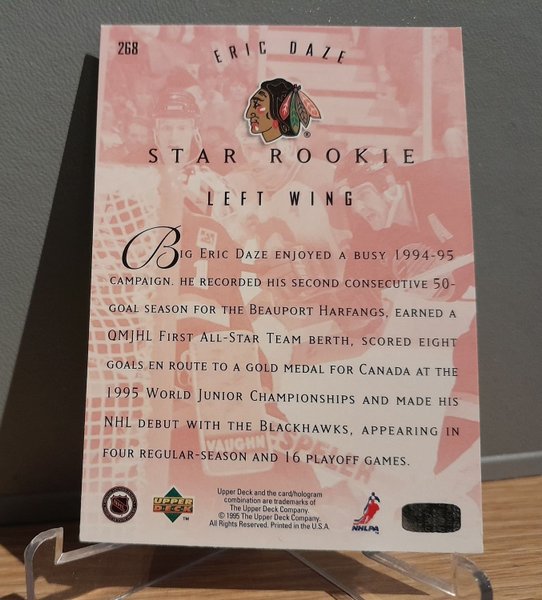 268
ERIC DAZE
®
STAR ROOKIE
LEFT WING
BIG ERIC DAZE ENJOYED A BUSY 1994-95
CAMPAIGN. HE RECORDED HIS SECOND CONSECUTIVE 50-
GOAL SEASON FOR THE BEAUPORT HARFANGS, EARNED A
QMJHL FIRST ALL-STAR TEAM BERTH, SCORED EIGHT
GOALS EN ROUTE TO A GOLD MEDAL FOR CANADA AT THE
1995 WORLD JUNIOR CHAMPIONSHIPS AND MADE HIS
NHL DEBUT WITH THE BLACKHAWKS, APPEARING IN
FOUR REGULAR-SEASON AND 16 PLAYOFF GAMES.
VAUGHN
Upper Deck and the card/hologram
combination are trademarks of
The Upper Deck Company.
© 1995 The Upper Deck Company.
All Rights Reserved. Printed in the U.S.A.
UPPER
DECK
TM
NHLPA